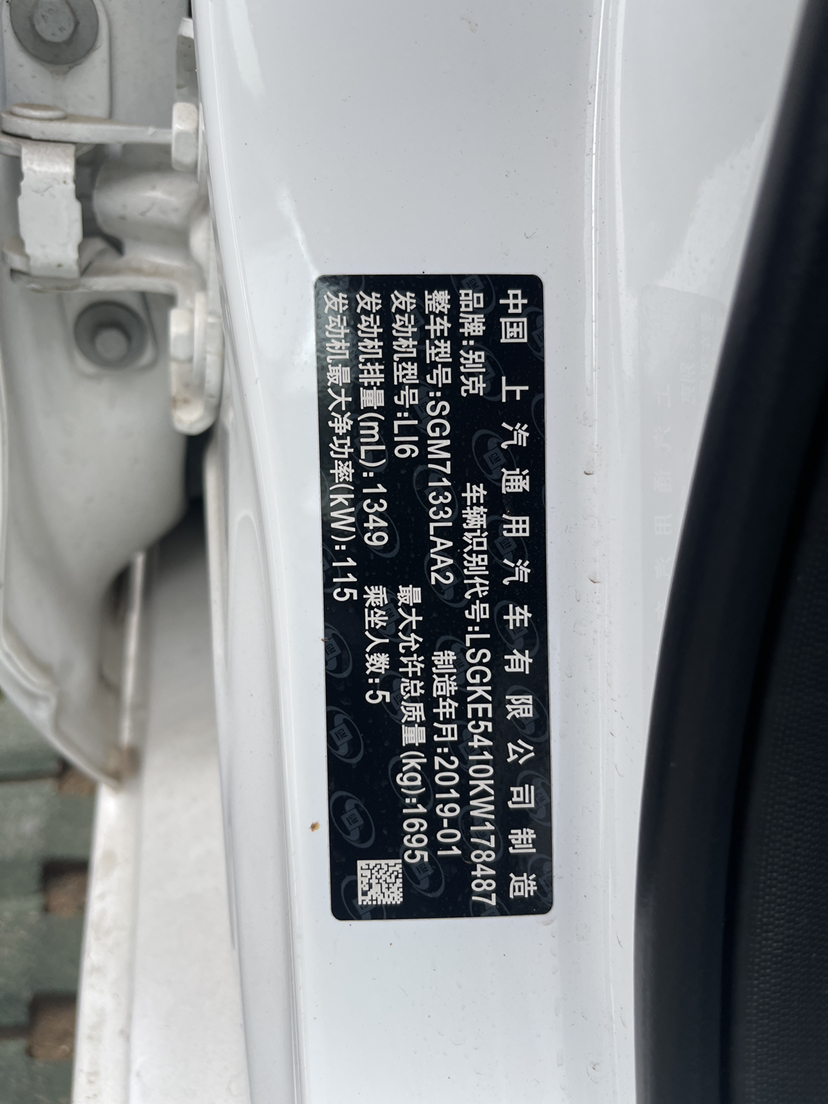 中国 上汽通用汽车有限公司制造
品牌:别克 车辆识别代号:LSGKE5410KW178487
整车型号:SGM7133LAA2 制造年月:2019-01
发动机型号:LI6 最大允许总质量(kg):1695
发动机排量(mL):1349 乘坐人数:5
发动机最大净功率(kW):115